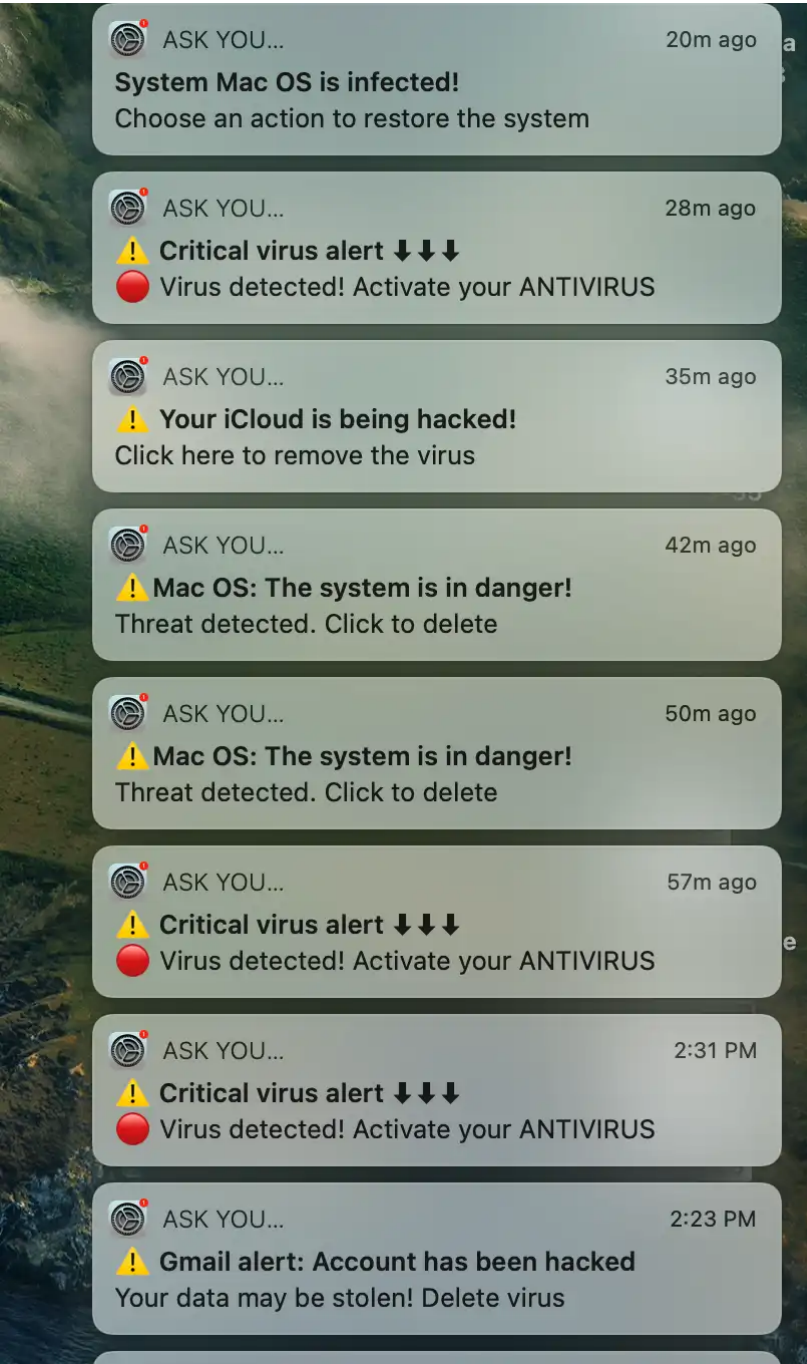 ASK YOU...
20m ago
System Mac OS is infected!
Choose an action to restore the system
ASK YOU...
28m ago
Critical virus alert ⬇⬇⬇
Virus detected! Activate your ANTIVIRUS
ASK YOU...
35m ago
Your iCloud is being hacked!
Click here to remove the virus
ASK YOU...
42m ago
Mac OS: The system is in danger!
Threat detected. Click to delete
ASK YOU...
50m ago
Mac OS: The system is in danger!
Threat detected. Click to delete
ASK YOU...
57m ago
Critical virus alert ⬇⬇⬇
Virus detected! Activate your ANTIVIRUS
ASK YOU...
2:31 PM
Critical virus alert ⬇⬇⬇
Virus detected! Activate your ANTIVIRUS
ASK YOU...
2:23 PM
Gmail alert: Account has been hacked
Your data may be stolen! Delete virus